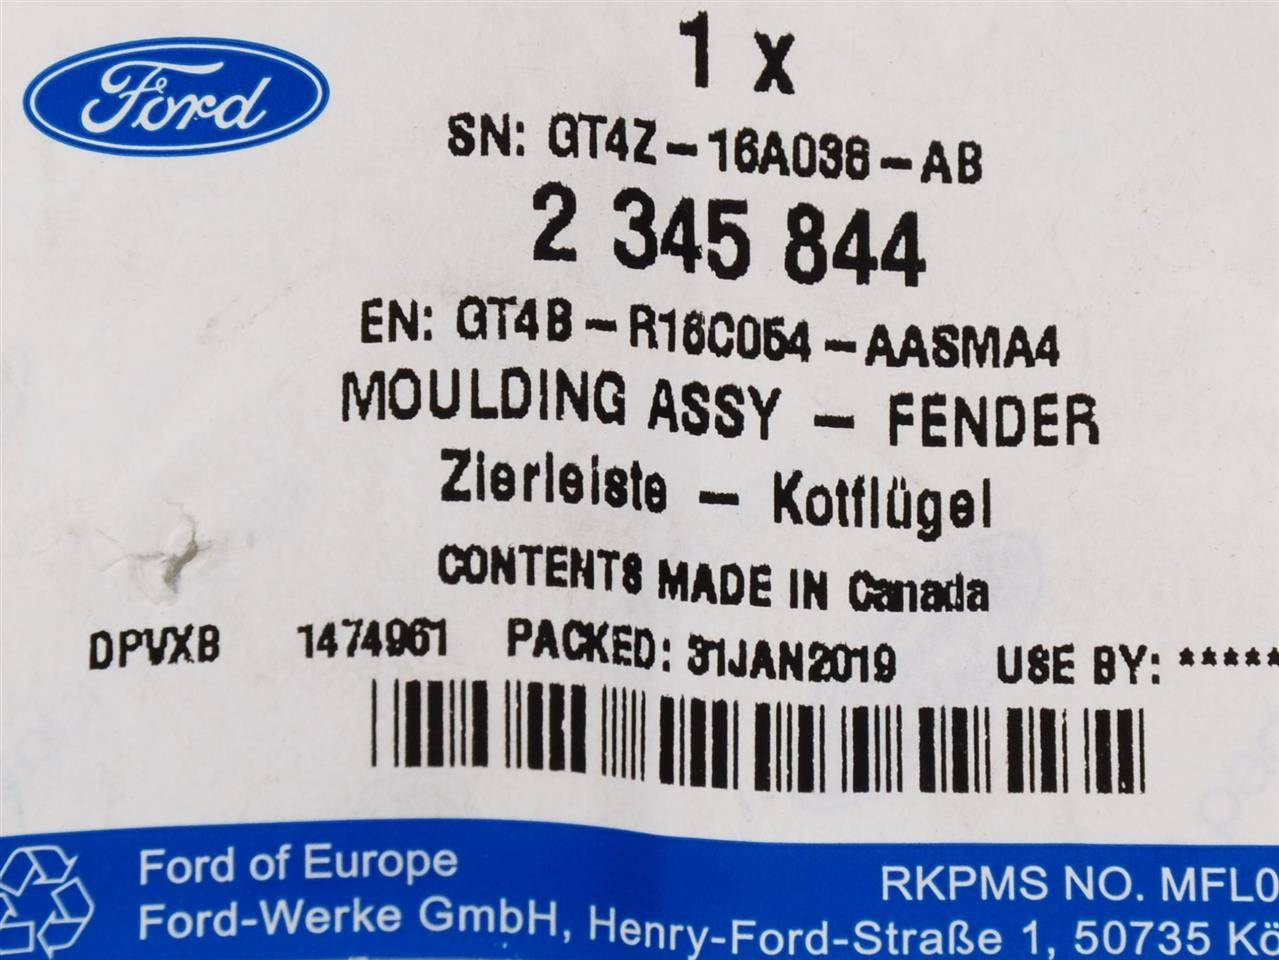 Ford
1 x
SN: GT4Z-16A038-AB
2 345 844
EN: GT4B-R16C054-AASMA4
MOULDING ASSY - FENDER
Zierleiste - Kotflügel
CONTENTS MADE IN Canada
DPVXB 1474961 PACKED: 31JAN2019 USE BY: *****
Ford of Europe
RKPMS NO. MFL0
Ford-Werke GmbH, Henry-Ford-Straße 1, 50735 Kö